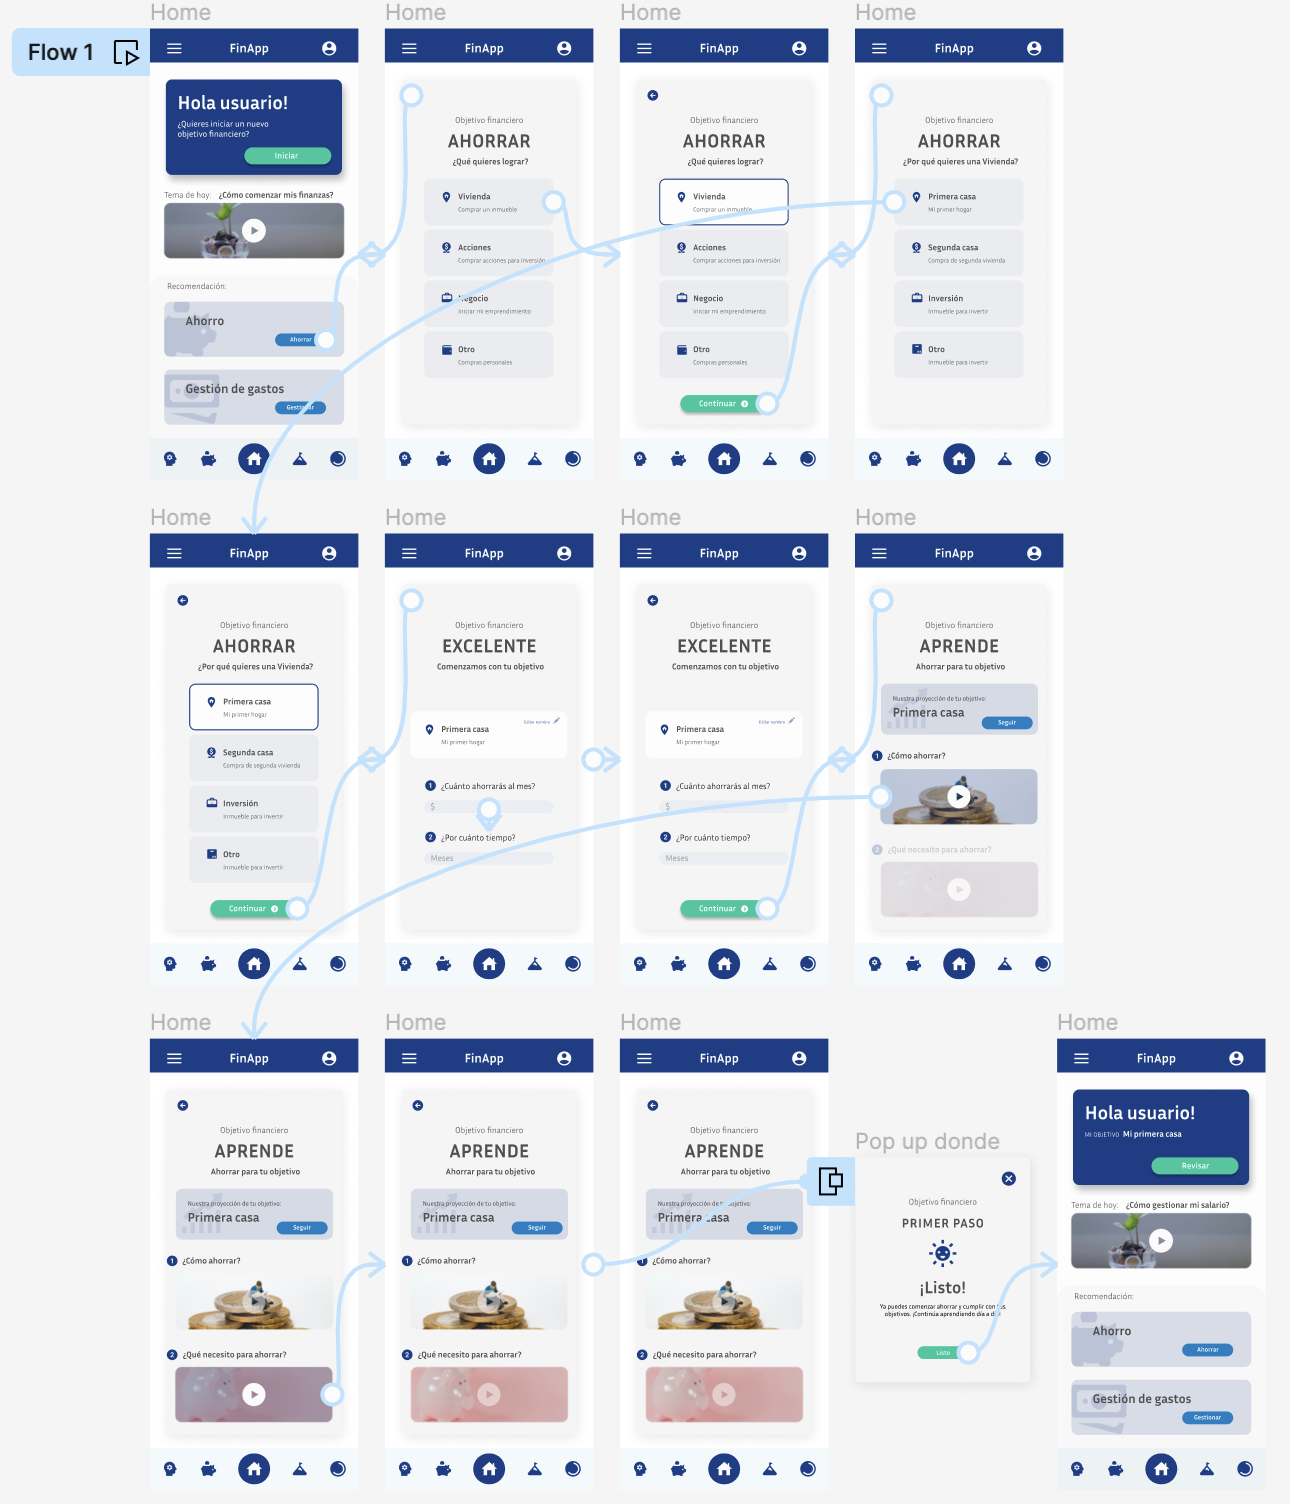 Flow 1
Home
FinApp
Hola usuario!
¿Quieres iniciar un nuevo
objetivo financiero?
Iniciar
Tema de hoy: ¿Cómo comenzar mis finanzas?
Recomendación:
Ahorro
Ahorrar
Gestión de gastos
Gestionar
Home
FinApp
Objetivo financiero
AHORRAR
¿Qué quieres lograr?
Vivienda
Comprar un inmueble
Acciones
Comprar acciones para inversión
Negocio
Iniciar mi emprendimiento
Otro
Compras personales
Home
FinApp
Objetivo financiero
AHORRAR
¿Qué quieres lograr?
Vivienda
Comprar un inmueble
Acciones
Comprar acciones para inversión
Negocio
Iniciar mi emprendimiento
Otro
Compras personales
Continuar
Home
FinApp
Objetivo financiero
AHORRAR
¿Por qué quieres una Vivienda?
Primera casa
Mi primer hogar
Segunda casa
Compra de segunda vivienda
Inversión
Inmueble para invertir
Otro
Inmueble para invertir
Home
FinApp
Objetivo financiero
AHORRAR
¿Por qué quieres una Vivienda?
Primera casa
Mi primer hogar
Segunda casa
Compra de segunda vivienda
Inversión
Inmueble para invertir
Otro
Inmueble para invertir
Continuar
Home
FinApp
Objetivo financiero
EXCELENTE
Comenzamos con tu objetivo
Editar nombre
Primera casa
Mi primer hogar
1 ¿Cuánto ahorrarás al mes?
$
2 ¿Por cuánto tiempo?
Meses
Home
FinApp
Objetivo financiero
EXCELENTE
Comenzamos con tu objetivo
Editar nombre
Primera casa
Mi primer hogar
1 ¿Cuánto ahorrarás al mes?
$
2 ¿Por cuánto tiempo?
Meses
Continuar
Home
FinApp
Objetivo financiero
APRENDE
Ahorrar para tu objetivo
Nuestra proyección de tu objetivo:
Primera casa
Seguir
1 ¿Cómo ahorrar?
2 ¿Qué necesito para ahorrar?
Home
FinApp
Objetivo financiero
APRENDE
Ahorrar para tu objetivo
Nuestra proyección de tu objetivo:
Primera casa
Seguir
1 ¿Cómo ahorrar?
2 ¿Qué necesito para ahorrar?
Home
FinApp
Objetivo financiero
APRENDE
Ahorrar para tu objetivo
Nuestra proyección de tu objetivo:
Primera casa
Seguir
1 ¿Cómo ahorrar?
2 ¿Qué necesito para ahorrar?
Home
FinApp
Objetivo financiero
APRENDE
Ahorrar para tu objetivo
Nuestra proyección de tu objetivo:
Primera casa
Seguir
1 ¿Cómo ahorrar?
2 ¿Qué necesito para ahorrar?
Pop up donde
Objetivo financiero
PRIMER PASO
¡Listo!
Ya puedes comenzar ahorrar y cumplir con tus
objetivos. ¡Continúa aprendiendo día a día!
Listo
Home
FinApp
Hola usuario!
MI OBJETIVO Mi primera casa
Revisar
Tema de hoy: ¿Cómo gestionar mi salario?
Recomendación:
Ahorro
Ahorrar
Gestión de gastos
Gestionar